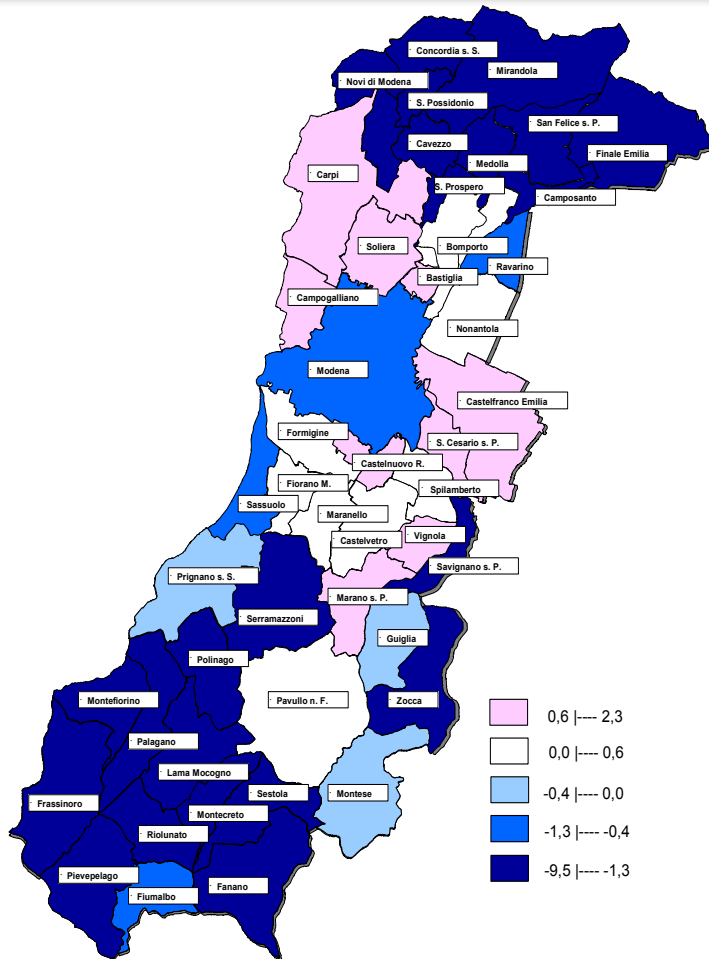 Concordia s. S.
Mirandola
Novi di Modena
S. Possidonio
San Felice s. P.
Cavezzo
Finale Emilia
Medolla
Carpi
S. Prospero
Camposanto
Soliera
Bomporto
Ravarino
Bastiglia
Campogalliano
Nonantola
Modena
Castelfranco Emilia
Formigine
S. Cesario s. P.
Castelnuovo R.
Fiorano M.
Spilamberto
Sassuolo
Maranello
Vignola
Castelvetro
Savignano s. P.
Prignano s. S.
Marano s. P.
Serramazzoni
Guiglia
Polinago
Montefiorino
Pavullo n. F.
Zocca
0,6 |---- 2,3
Palagano
0,0 |---- 0,6
Lama Mocogno
Sestola
Montese
-0,4 |---- 0,0
Frassinoro
Montecreto
Riolunato
-1,3 |---- -0,4
Pievepelago
-9,5 |---- -1,3
Fanano
Fiumalbo